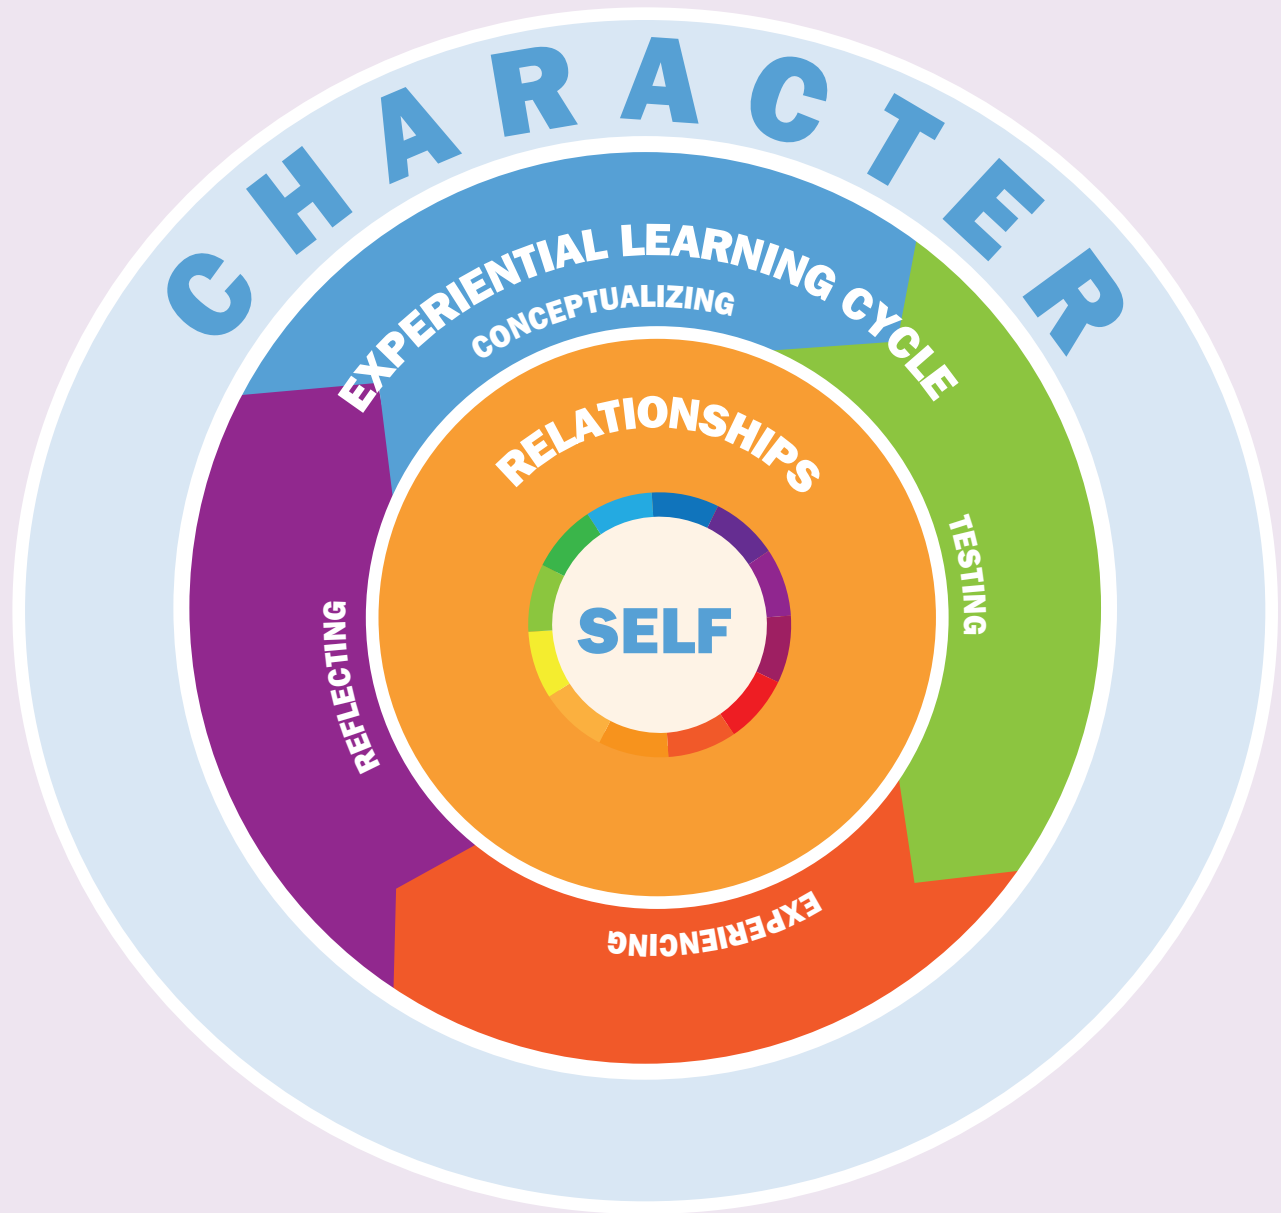 CHARACTER
EXPERIENTIAL LEARNING CYCLE
CONCEPTUALIZING
TESTING
EXPERIENCING
REFLECTING
RELATIONSHIPS
SELF